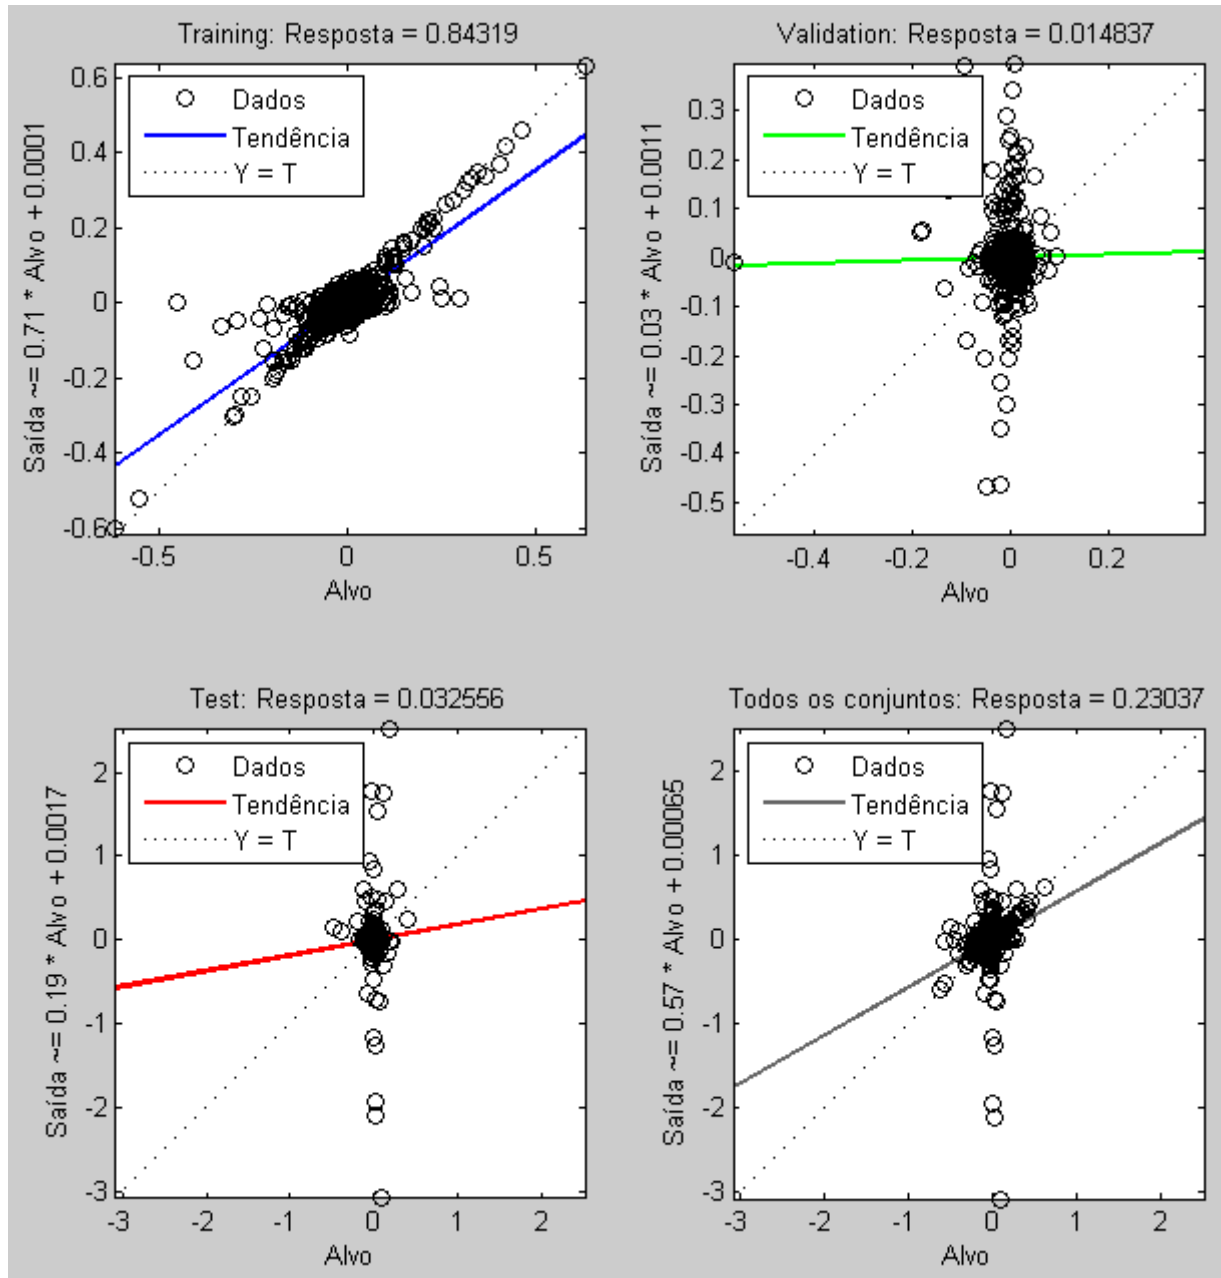 Training: Resposta = 0.84319
Saída ~= 0.71 * Alvo + 0.0001
0.6
0.4
0.2
0
-0.2
-0.4
-0.6
Dados
Tendência
Y = T
-0.5
0
0.5
Alvo
Validation: Resposta = 0.014837
Saída ~= 0.03 * Alvo + 0.0011
0.3
0.2
0.1
0
-0.1
-0.2
-0.3
-0.4
-0.5
Dados
Tendência
Y = T
-0.4
-0.2
0
0.2
Alvo
Test: Resposta = 0.032556
Saída ~= 0.19 * Alvo + 0.0017
2
1
0
-1
-2
-3
Dados
Tendência
Y = T
-3
-2
-1
0
1
2
Alvo
Todos os conjuntos: Resposta = 0.23037
Saída ~= 0.57 * Alvo + 0.00065
2
1
0
-1
-2
-3
Dados
Tendência
Y = T
-3
-2
-1
0
1
2
Alvo